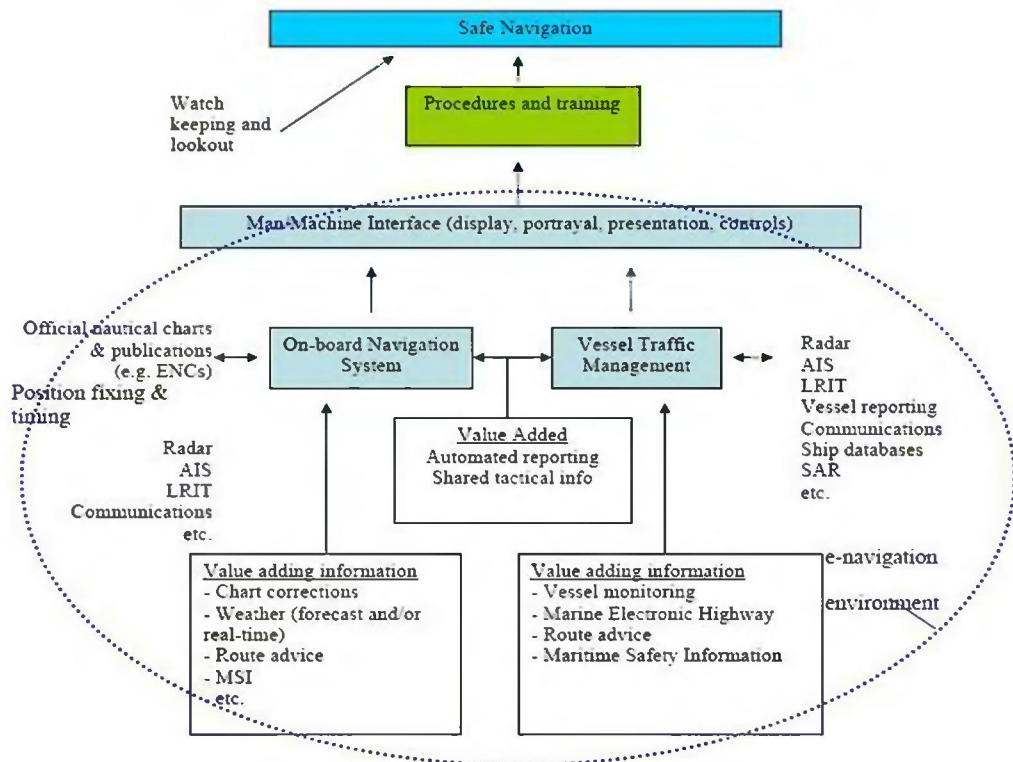 Safe Navigation
Watch
keeping and
lookout
Procedures and training
Man-Machine Interface (display, portrayal, presentation, controls)
Official nautical charts
& publications
(e.g. ENCs)
Position fixing &
timing
On-board Navigation
System
Vessel Traffic
Management
Radar
AIS
LRIT
Vessel reporting
Communications
Ship databases
SAR
etc.
Value Added
Automated reporting
Shared tactical info
Radar
AIS
LRIT
Communications
etc.
Value adding information
- Chart corrections
- Weather (forecast and/or
real-time)
- Route advice
- MSI
etc.
Value adding information
- Vessel monitoring
- Marine Electronic Highway
- Route advice
- Maritime Safety Information
e-navigation
environment